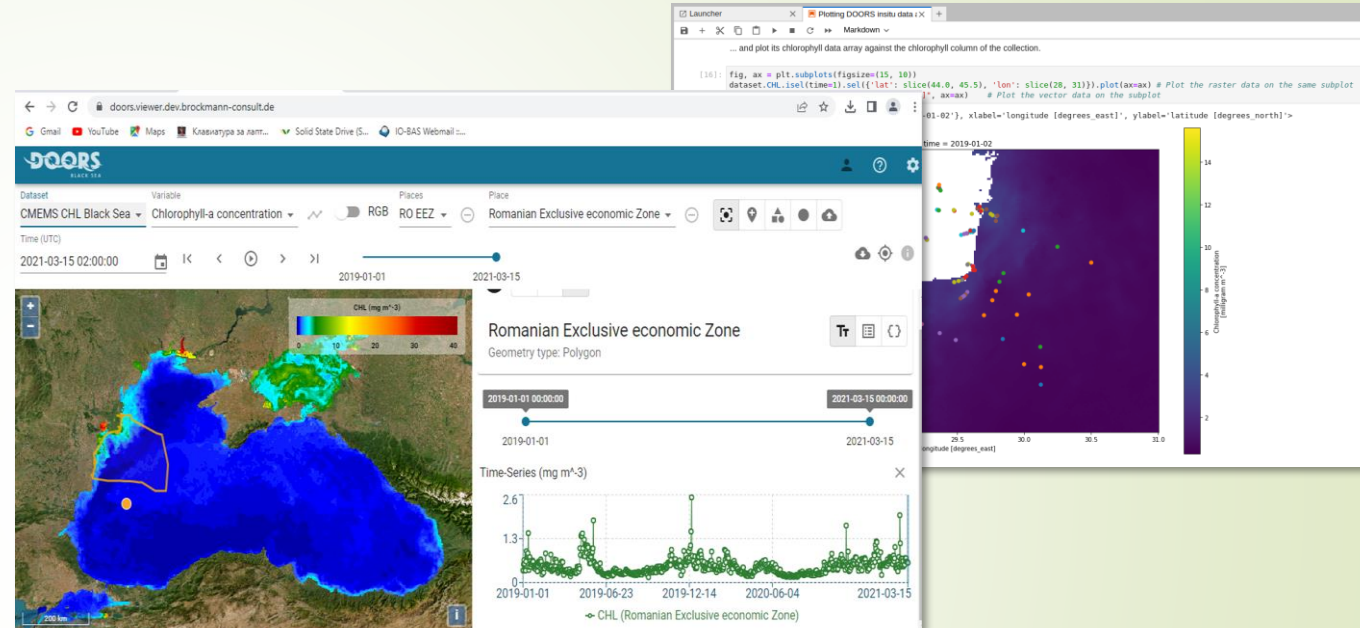 Launcher
Plotting DOORS insitu data a
Markdown
... and plot its chlorophyll data array against the chlorophyll column of the collection.
[16]: fig, ax = plt.subplots(figsize=(15, 10))
dataset.CHL.isel(time=1).sel({'lat': slice(44.0, 45.5), 'lon': slice(28, 31)}).plot(ax=ax) # Plot the raster data on the same subplot
]", ax=ax) # Plot the vector data on the subplot
-01-02'}, xlabel='longitude [degrees_east]', ylabel='latitude [degrees_north]'>
time = 2019-01-02
14
12
10
8
6
4
2
Chlorophyll-a concentration
[milligram m^-3]
29.5 30.0 30.5 31.0
ongitude [degrees_east]
doors.viewer.dev.brockmann-consult.de
Gmail YouTube Maps Клавиатура за лапт... Solid State Drive (S... IO-BAS Webmail ::...
DOORS
BLACK SEA
Dataset Variable Places Place
CMEMS CHL Black Sea Chlorophyll-a concentration RGB RO EEZ Romanian Exclusive economic Zone
Time (UTC)
2021-03-15 02:00:00
2019-01-01 2021-03-15
+
-
CHL (mg m^-3)
0 10 20 30 40
200 km
i
Romanian Exclusive economic Zone
Geometry type: Polygon
2019-01-01 00:00:00 2021-03-15 00:00:00
2019-01-01 2021-03-15
Time-Series (mg m^-3)
2.6
1.3
0
2019-01-01 2019-06-23 2019-12-14 2020-06-04 2021-03-15
CHL (Romanian Exclusive economic Zone)